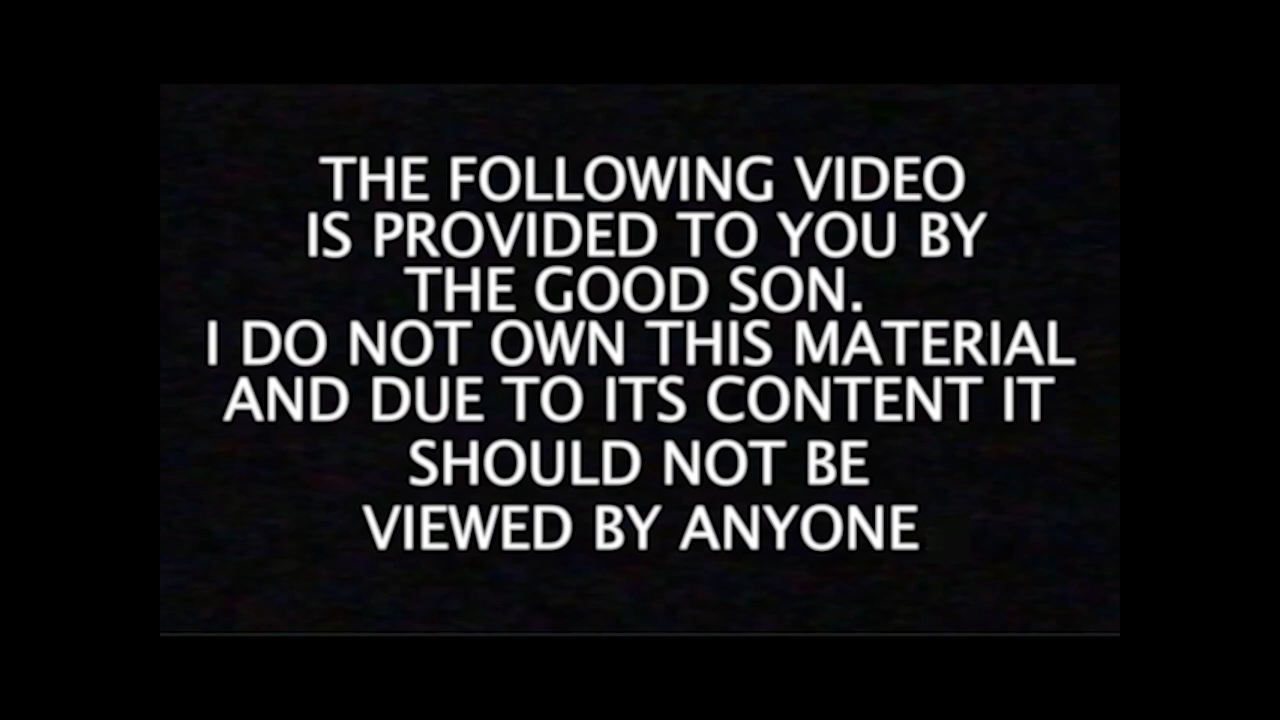 THE FOLLOWING VIDEO
IS PROVIDED TO YOU BY
THE GOOD SON.
I DO NOT OWN THIS MATERIAL
AND DUE TO ITS CONTENT IT
SHOULD NOT BE
VIEWED BY ANYONE